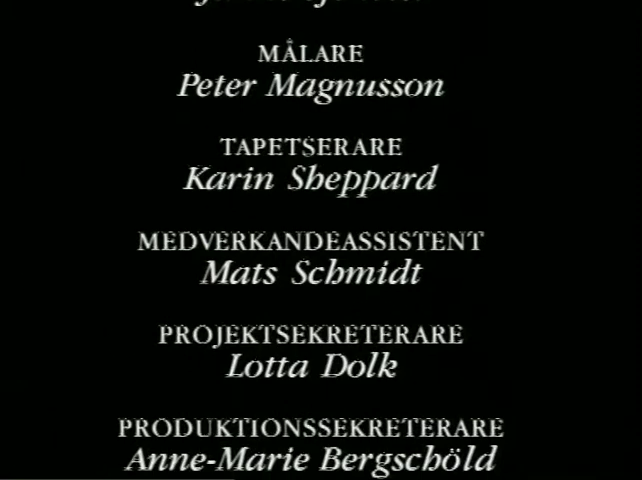 MÅLARE
Peter Magnusson
TAPETSERARE
Karin Sheppard
MEDVERKANDEASSISTENT
Mats Schmidt
PROJEKTSEKRETERARE
Lotta Dolk
PRODUKTIONSSEKRETERARE
Anne-Marie Bergschöld